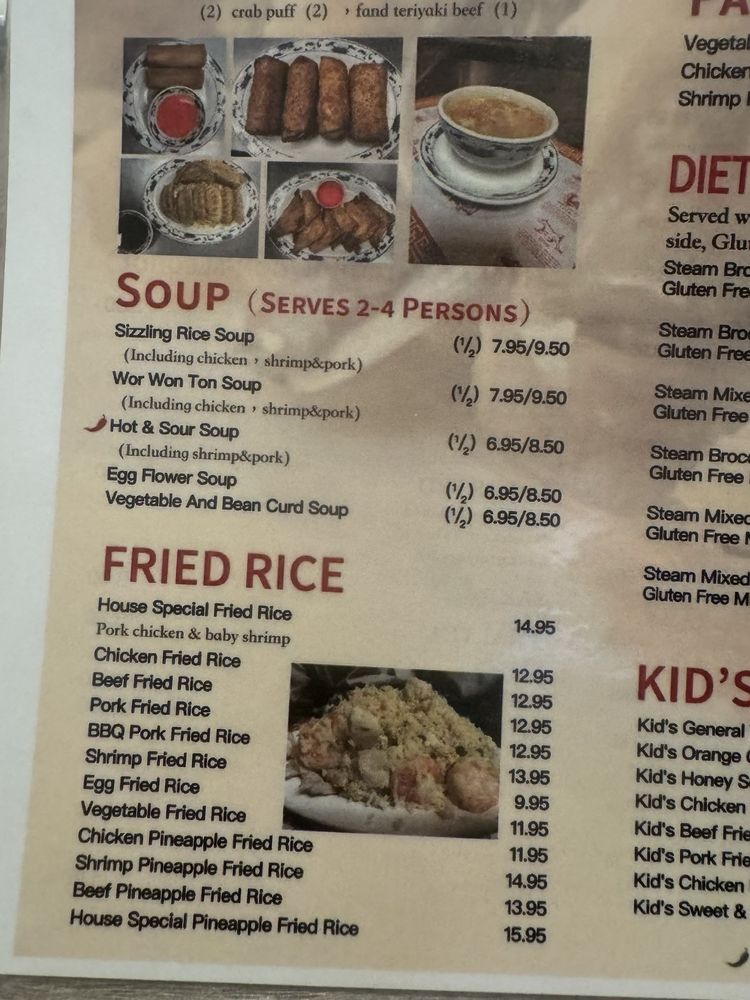 (2) crab puff (2) , fand teriyaki beef (1)
SOUP (SERVES 2-4 PERSONS)
Sizzling Rice Soup (1/2) 7.95/9.50
(Including chicken , shrimp&pork)
Wor Won Ton Soup (1/2) 7.95/9.50
(Including chicken , shrimp&pork)
Hot & Sour Soup (1/2) 6.95/8.50
(Including shrimp&pork)
Egg Flower Soup (1/2) 6.95/8.50
Vegetable And Bean Curd Soup (1/2) 6.95/8.50
FRIED RICE
House Special Fried Rice 14.95
Pork chicken & baby shrimp
Chicken Fried Rice 12.95
Beef Fried Rice 12.95
Pork Fried Rice 12.95
BBQ Pork Fried Rice 12.95
Shrimp Fried Rice 13.95
Egg Fried Rice 9.95
Vegetable Fried Rice 11.95
Chicken Pineapple Fried Rice 11.95
Shrimp Pineapple Fried Rice 14.95
Beef Pineapple Fried Rice 13.95
House Special Pineapple Fried Rice 15.95
Vegetab
Chicken
Shrimp
DIET
Served w
side, Glu
Steam Bro
Gluten Fre
Steam Bro
Gluten Free
Steam Mixe
Gluten Free
Steam Broc
Gluten Free
Steam Mixed
Gluten Free M
Steam Mixed
Gluten Free M
KID'S
Kid's General
Kid's Orange
Kid's Honey S
Kid's Chicken
Kid's Beef Frie
Kid's Pork Frie
Kid's Chicken
Kid's Sweet &